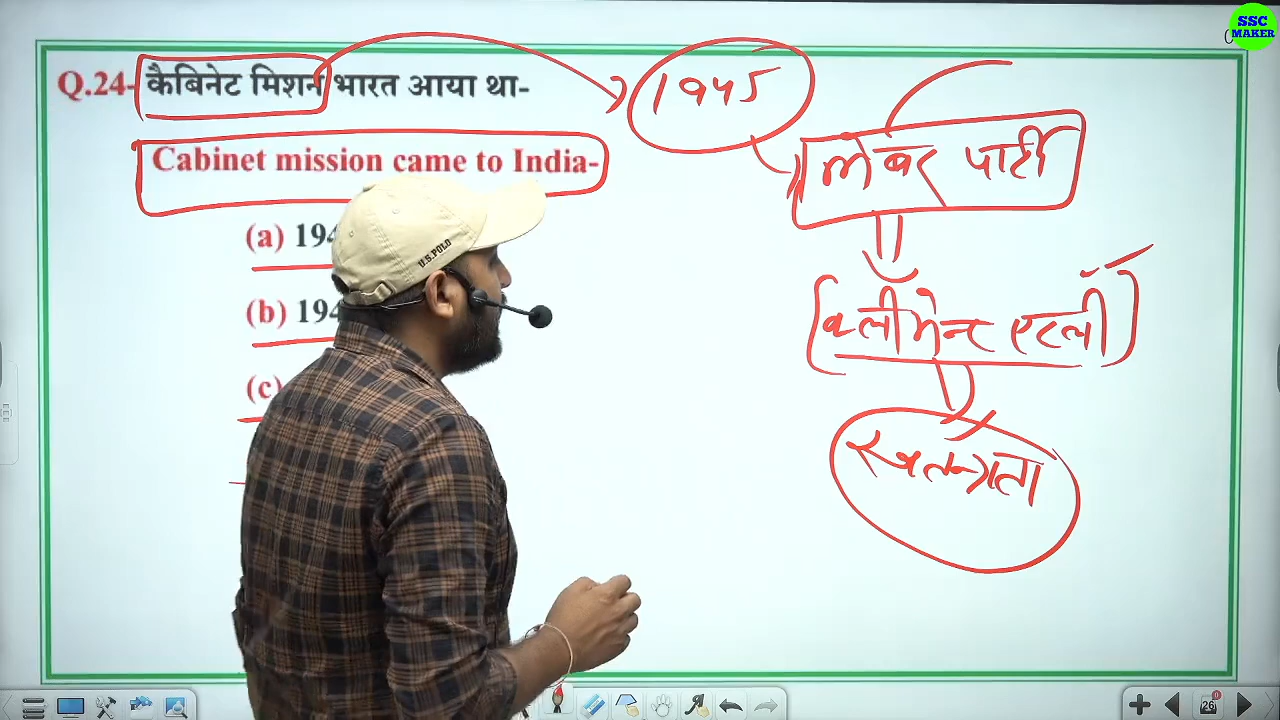 SSC
MAKER
Q.24- कैबिनेट मिशन भारत आया था-
1945
लेबर पार्टी
Cabinet mission came to India-
(a) 194
क्लीमेन्ट एटली
(b) 194
(c)
स्वतन्त्रता
U.S.POLO
26